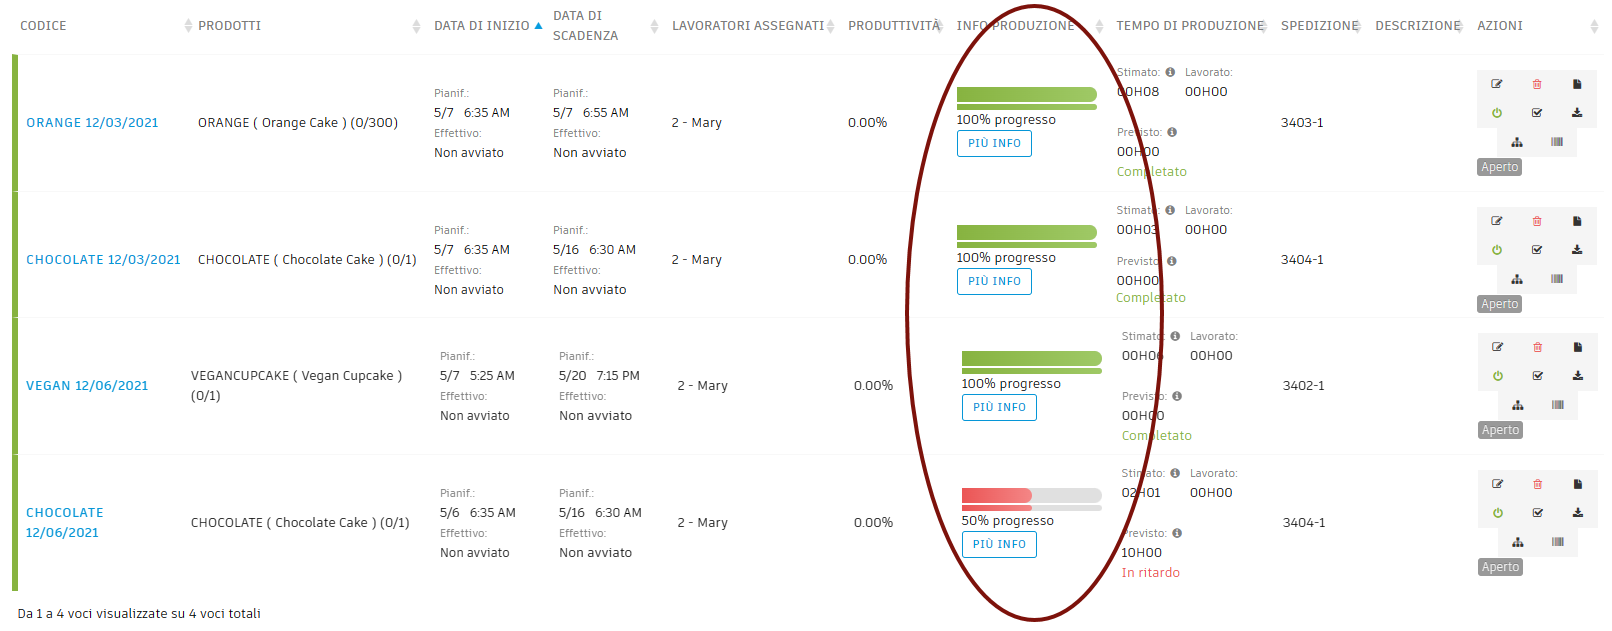 CODICE PRODOTTI DATA DI INIZIO DATA DI SCADENZA LAVORATORI ASSEGNATI PRODUTTIVITÀ INFO PRODUZIONE TEMPO DI PRODUZIONE SPEDIZIONE DESCRIZIONE AZIONI
ORANGE 12/03/2021
ORANGE ( Orange Cake ) (0/300)
Pianif.:
5/7 6:35 AM
Effettivo:
Non avviato
Pianif.:
5/7 6:55 AM
Effettivo:
Non avviato
2 - Mary
0.00%
100% progresso
PIÙ INFO
Stimato: Lavorato:
00H08 00H00
Previsto:
00H00
Completato
3403-1
Aperto
CHOCOLATE 12/03/2021
CHOCOLATE ( Chocolate Cake ) (0/1)
Pianif.:
5/7 6:35 AM
Effettivo:
Non avviato
Pianif.:
5/16 6:30 AM
Effettivo:
Non avviato
2 - Mary
0.00%
100% progresso
PIÙ INFO
Stimato: Lavorato:
00H03 00H00
Previsto:
00H00
Completato
3404-1
Aperto
VEGAN 12/06/2021
VEGANCUPCAKE ( Vegan Cupcake )
(0/1)
Pianif.:
5/7 5:25 AM
Effettivo:
Non avviato
Pianif.:
5/20 7:15 PM
Effettivo:
Non avviato
2 - Mary
0.00%
100% progresso
PIÙ INFO
Stimato: Lavorato:
00H06 00H00
Previsto:
00H00
Completato
3402-1
Aperto
CHOCOLATE
12/06/2021
CHOCOLATE ( Chocolate Cake ) (0/1)
Pianif.:
5/6 6:35 AM
Effettivo:
Non avviato
Pianif.:
5/16 6:30 AM
Effettivo:
Non avviato
2 - Mary
0.00%
50% progresso
PIÙ INFO
Stimato: Lavorato:
02H01 00H00
Previsto:
10H00
In ritardo
3404-1
Aperto
Da 1 a 4 voci visualizzate su 4 voci totali